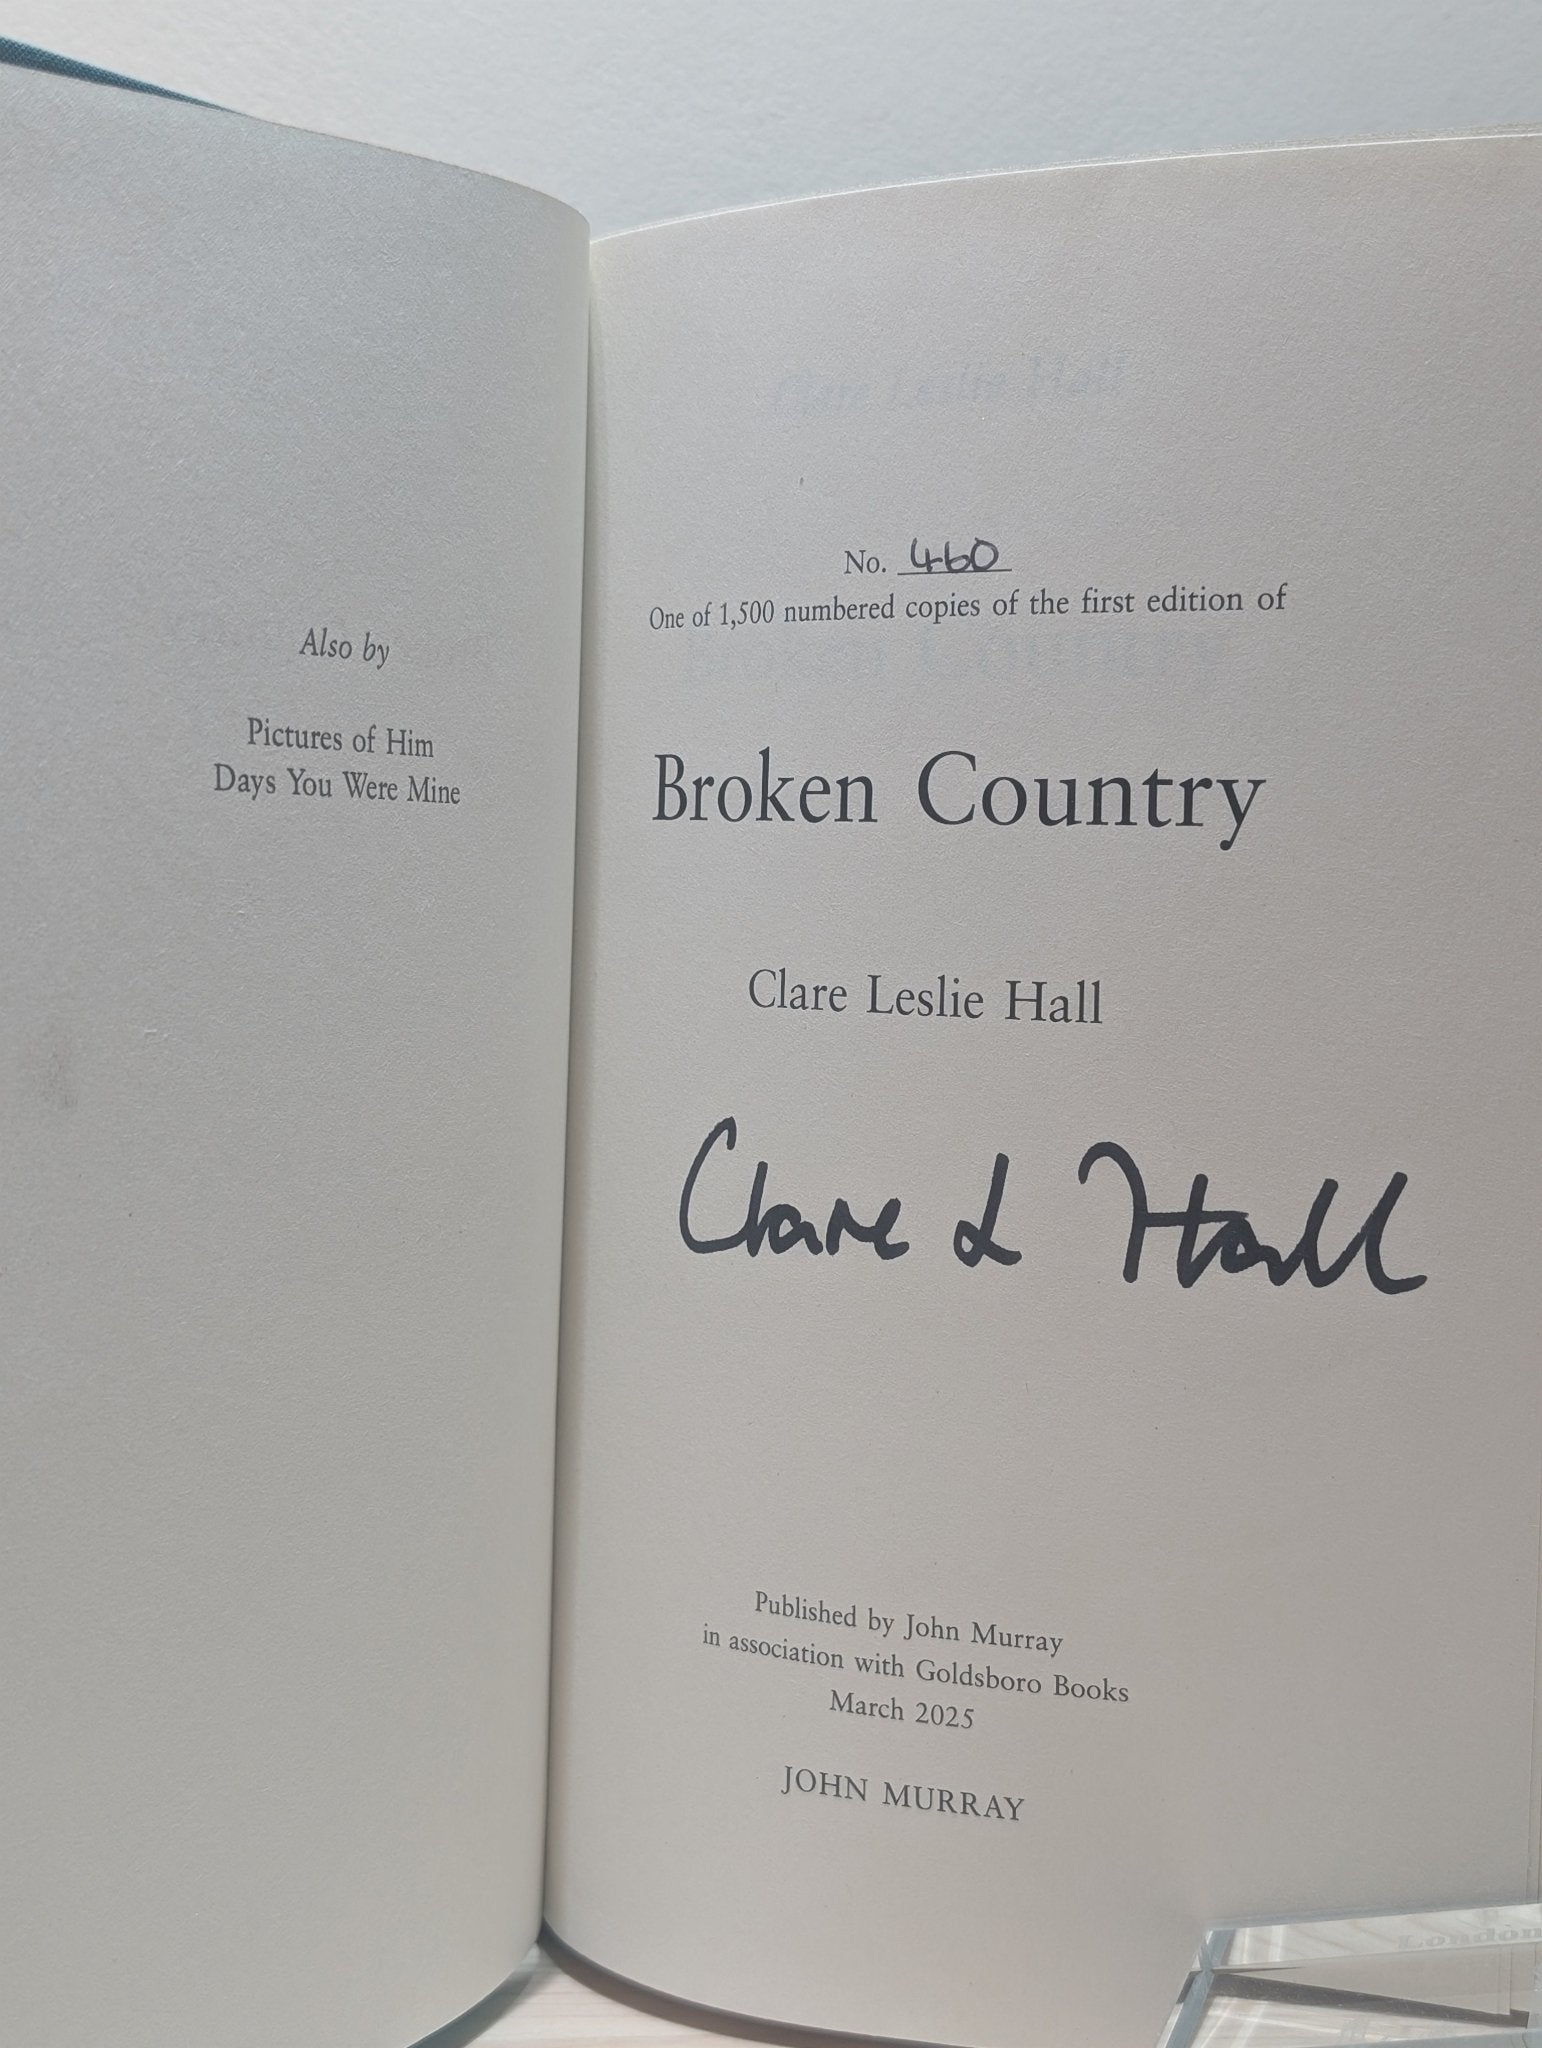 Also by
Pictures of Him
Days You Were Mine
No. 460
One of 1,500 numbered copies of the first edition of
Broken Country
Clare Leslie Hall
Clare L Hall
Published by John Murray
in association with Goldsboro Books
March 2025
JOHN MURRAY
London